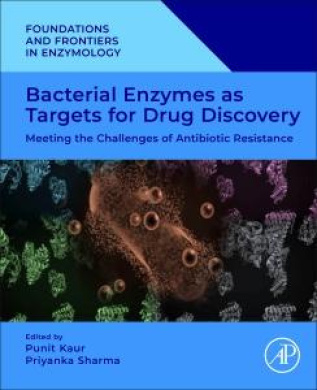 FOUNDATIONS
AND FRONTIERS
IN ENZYMOLOGY
Bacterial Enzymes as
Targets for Drug Discovery
Meeting the Challenges of Antibiotic Resistance
Edited by
Punit Kaur
Priyanka Sharma
AP